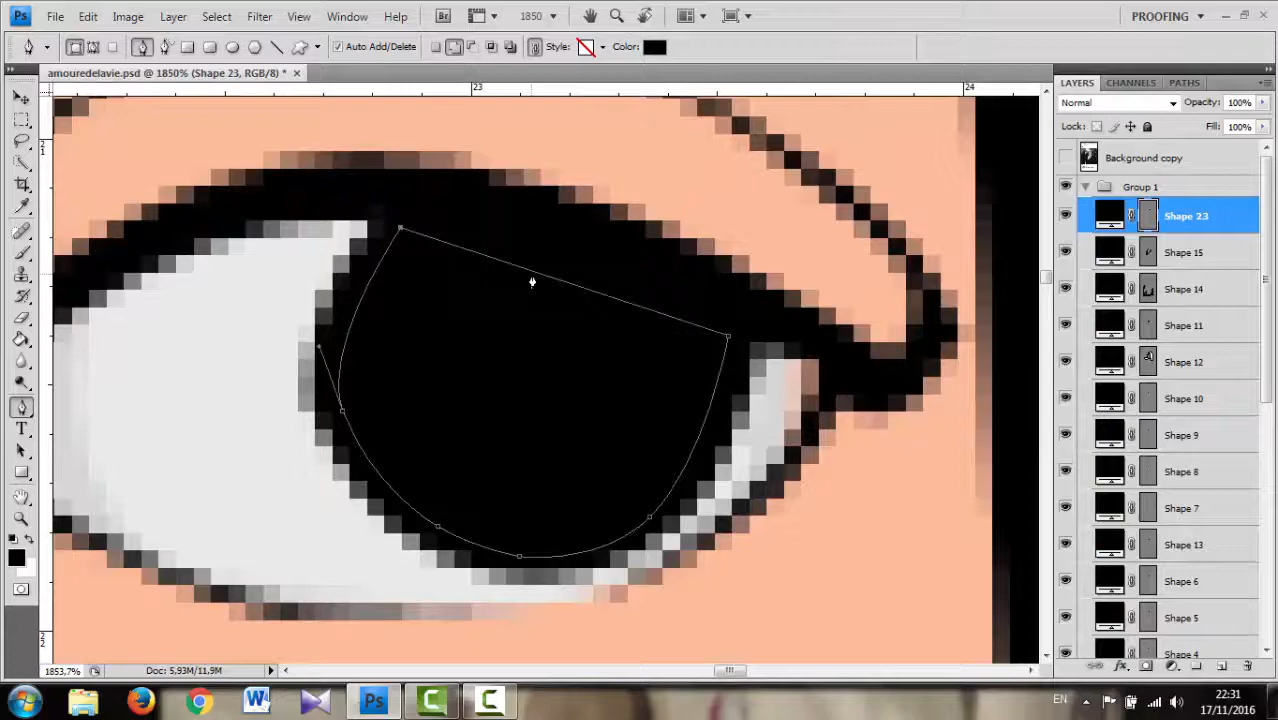 Ps File Edit Image Layer Select Filter View Window Help Br 1850 PROOFING
Auto Add/Delete Style: Color:
amouredelavie.psd @ 1850% (Shape 23, RGB/8) *
LAYERS CHANNELS PATHS
23 24
Normal Opacity: 100%
Lock: Fill: 100%
Background copy
Group 1
Shape 23
Shape 15
Shape 14
Shape 11
Shape 12
Shape 10
Shape 9
Shape 8
Shape 7
Shape 13
Shape 6
Shape 5
Shape 4
1853,7% Doc: 5,93M/11,9M
EN 22:31
17/11/2016